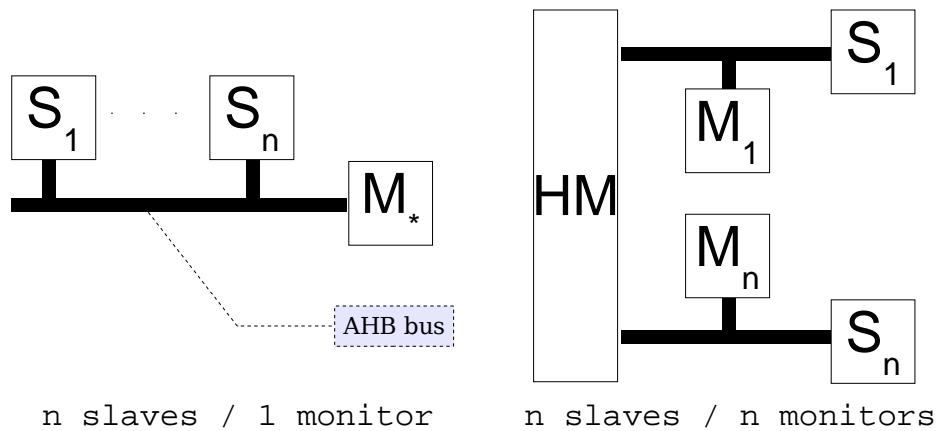 S1 . . . Sn
M*
AHB bus
n slaves / 1 monitor
HM
S1
M1
Mn
Sn
n slaves / n monitors